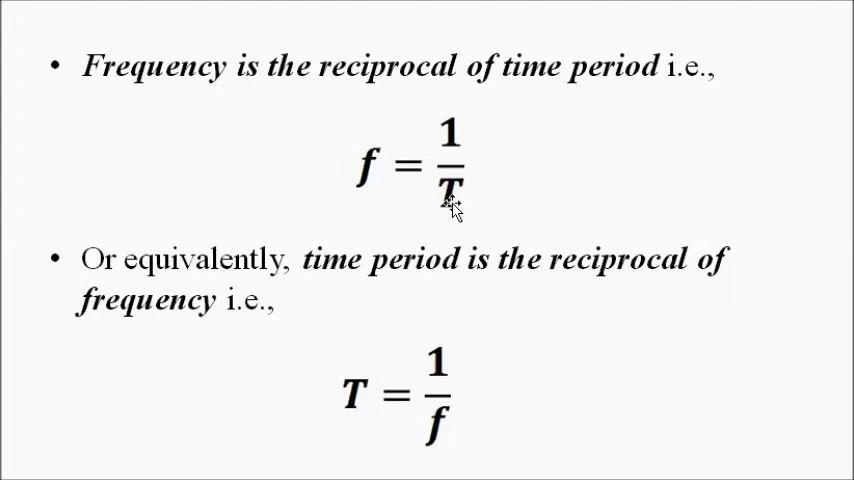 • Frequency is the reciprocal of time period i.e.,
f = 1/T
• Or equivalently, time period is the reciprocal of
frequency i.e.,
T = 1/f